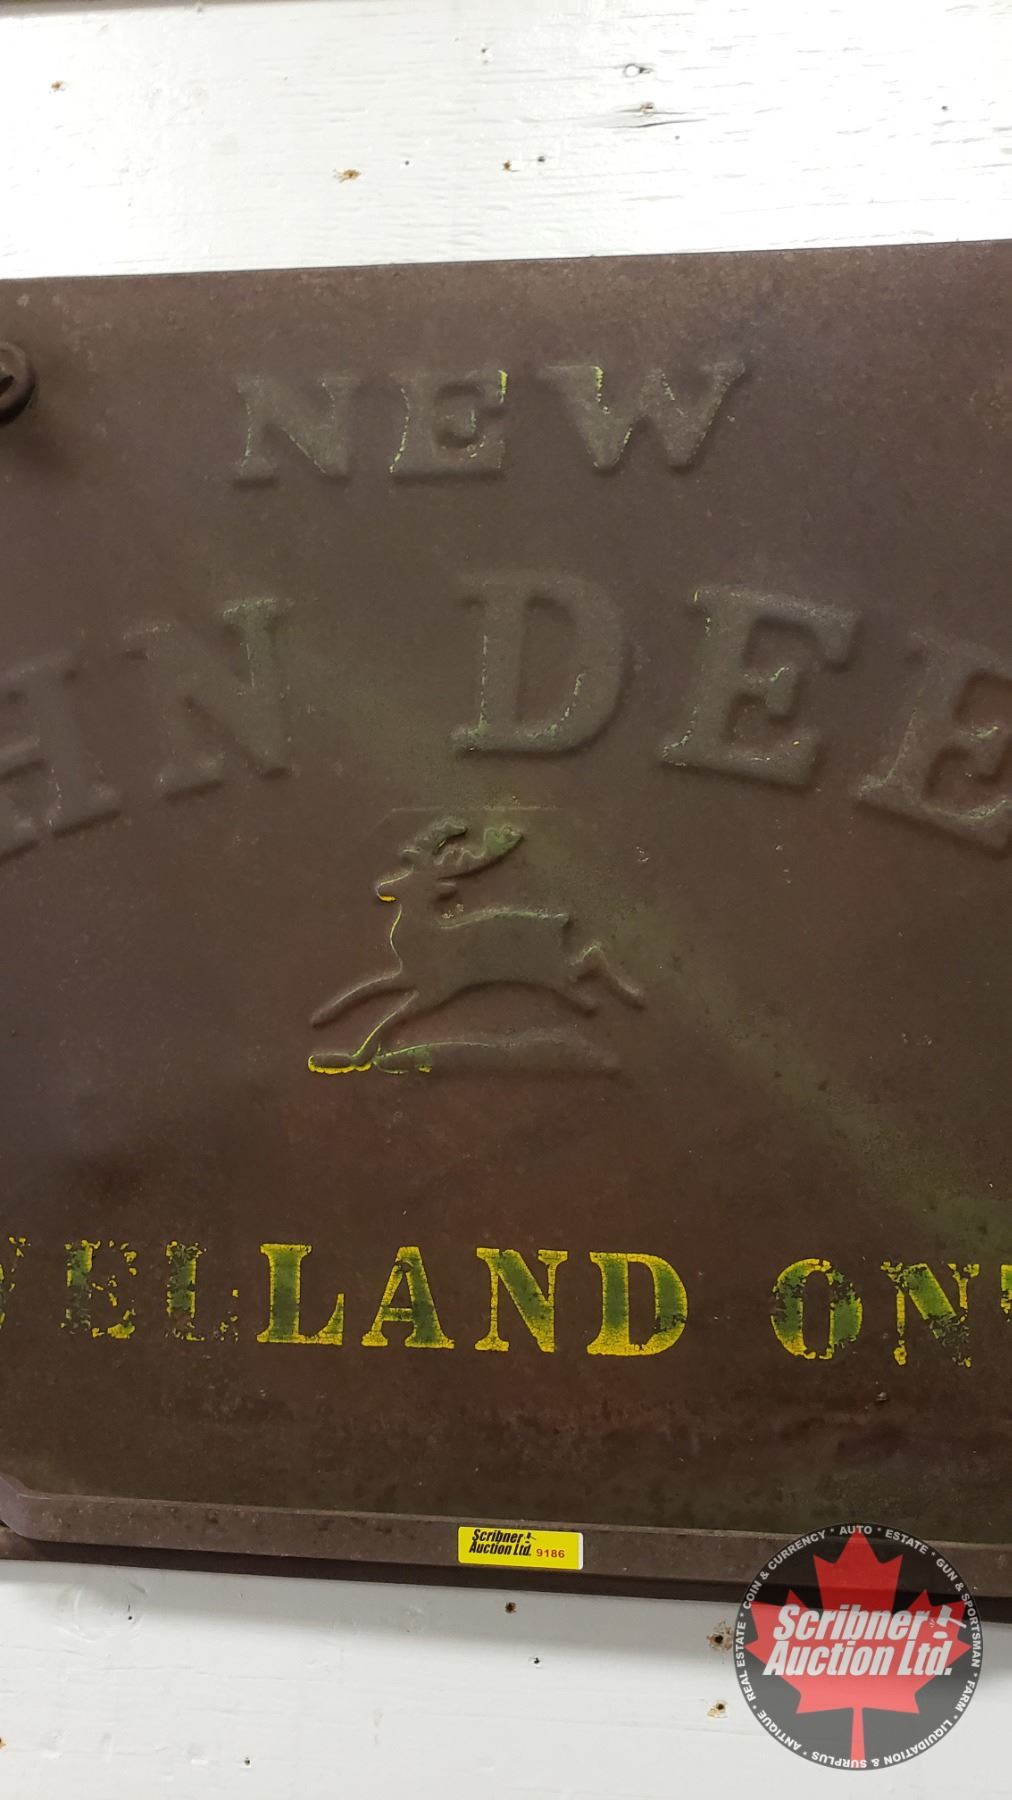 NEW
HN DEE
ELLAND ONT
Scribner
Auction Ltd. 9186
COIN & CURRENCY * AUTO * ESTATE * GUN & SPORTSMAN * FARM * LIQUIDATION & SURPLUS * ANTIQUE * REAL ESTATE *
Scribner
Auction Ltd.